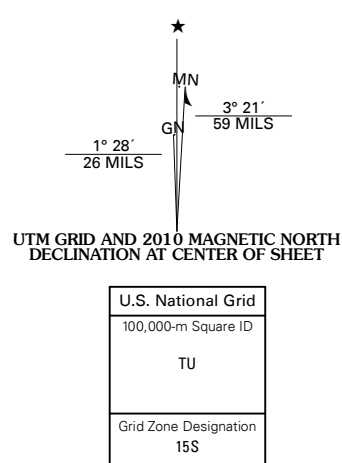 ★
MN
3° 21´
59 MILS
GN
1° 28´
26 MILS
UTM GRID AND 2010 MAGNETIC NORTH
DECLINATION AT CENTER OF SHEET
U.S. National Grid
100,000-m Square ID
TU
Grid Zone Designation
15S